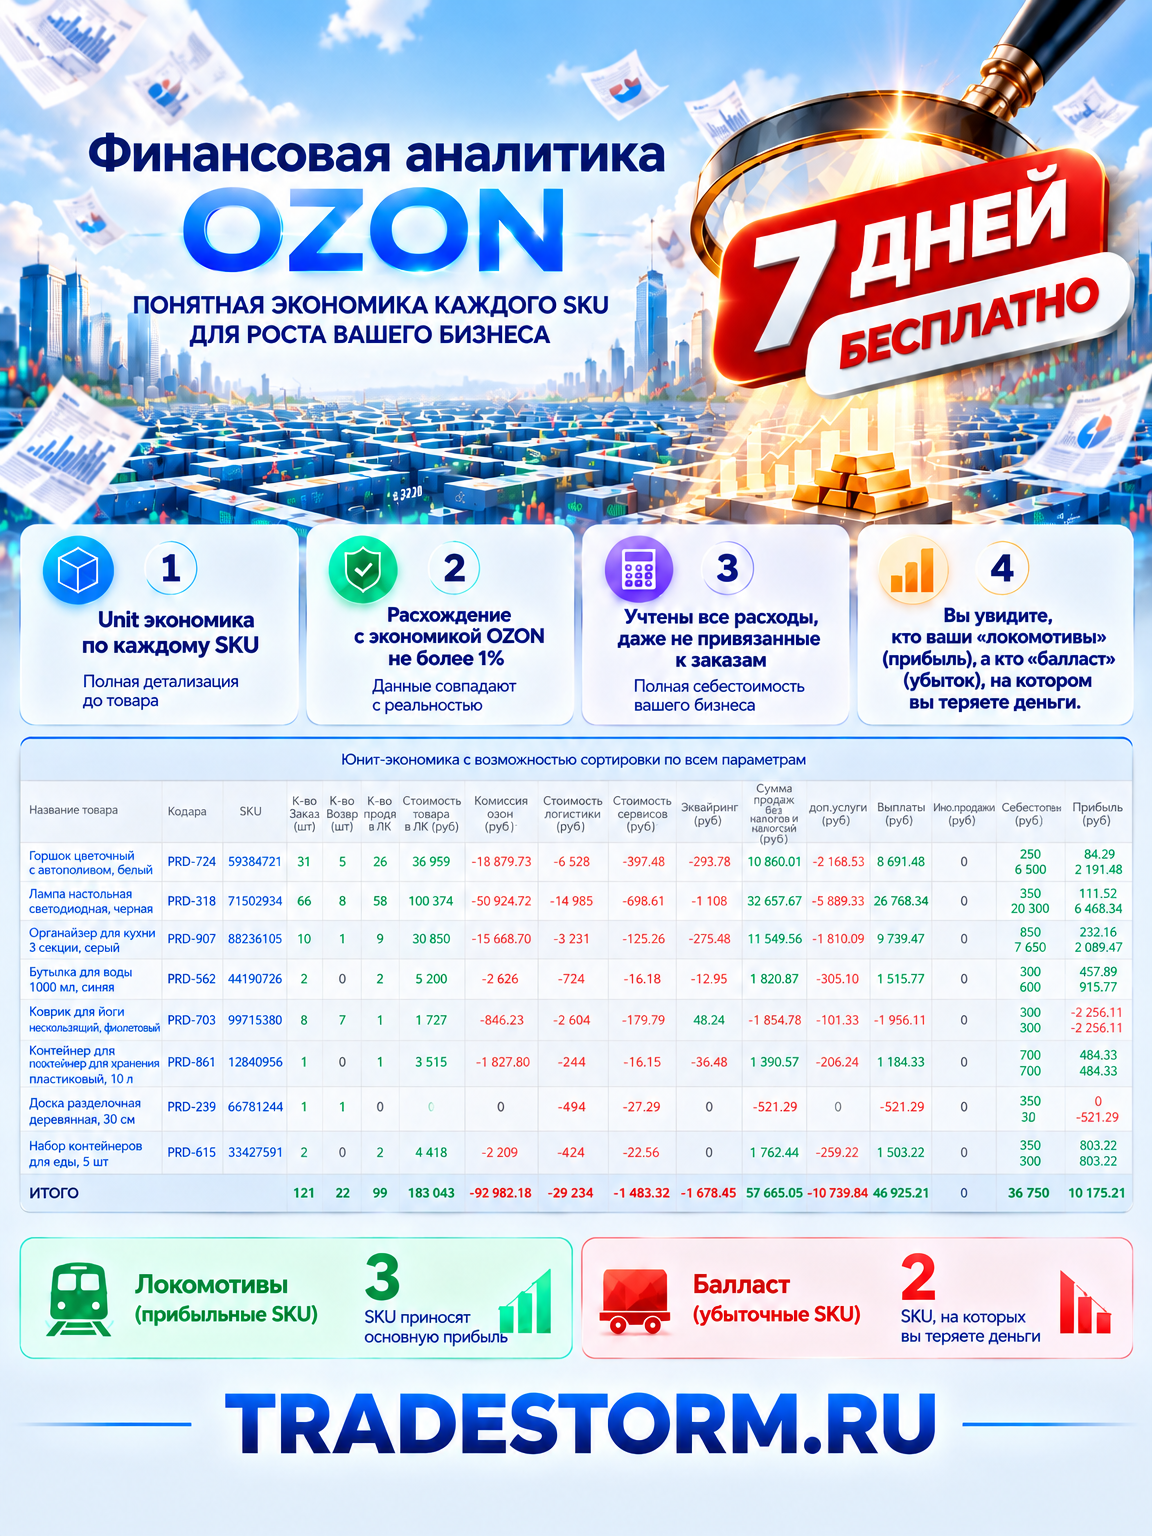 Финансовая аналитика
OZON
ПОНЯТНАЯ ЭКОНОМИКА КАЖДОГО SKU
ДЛЯ РОСТА ВАШЕГО БИЗНЕСА
7 ДНЕЙ
БЕСПЛАТНО
1
Unit экономика
по каждому SKU
Полная детализация
до товара
2
Расхождение
с экономикой OZON
не более 1%
Данные совпадают
с реальностью
3
Учтены все расходы,
даже не привязанные
к заказам
Полная себестоимость
вашего бизнеса
4
Вы увидите,
кто ваши «локомотивы»
(прибыль), а кто «балласт»
(убыток), на котором
вы теряете деньги.
Юнит-экономика с возможностью сортировки по всем параметрам
Название товара Кодара SKU К-во Заказ (шт) К-во Возвр (шт) К-во продя в ЛК Стоимость товара в ЛК (руб) Комиссия озон (руб) Стоимость логистики (руб) Стоимость сервисов (руб) Эквайринг (руб) Сумма продаж без налогов и (руб) доп.услуги (руб) Выплаты (руб) Ино.продажи (руб) (руб) Прибыль (руб)
Горшок цветочный с автополивом, белый PRD-724 59384721 31 5 26 36 959 -18 879.73 -6 528 -397.48 -293.78 10 860.01 -2 168.53 8 691.48 0 250 6 500 84.29 2 191.48
Лампа настольная светодиодная, черная PRD-318 71502934 66 8 58 100 374 -50 924.72 -14 985 -698.61 -1 108 32 657.67 -5 889.33 26 768.34 0 350 20 300 111.52 6 468.34
Органайзер для кухни 3 секции, серый PRD-907 88236105 10 1 9 30 850 -15 668.70 -3 231 -125.26 -275.48 11 549.56 -1 810.09 9 739.47 0 850 7 650 232.16 2 089.47
Бутылка для воды 1000 мл, синяя PRD-562 44190726 2 0 2 5 200 -2 626 -724 -16.18 -12.95 1 820.87 -305.10 1 515.77 0 300 600 457.89 915.77
Коврик для йоги нескользящий, фиолетовый PRD-703 99715380 8 7 1 1 727 -846.23 -2 604 -179.79 48.24 -1 854.78 -101.33 -1 956.11 0 300 300 -2 256.11 -2 256.11
Контейнер для для хранения пластиковый, 10 л PRD-861 12840956 1 0 1 3 515 -1 827.80 -244 -16.15 -36.48 1 390.57 -206.24 1 184.33 0 700 700 484.33 484.33
Доска разделочная деревянная, 30 см PRD-239 66781244 1 1 0 0 0 -494 -27.29 0 -521.29 0 -521.29 0 350 30 0 -521.29
Набор контейнеров для еды, 5 шт PRD-615 33427591 2 0 2 4 418 -2 209 -424 -22.56 0 1 762.44 -259.22 1 503.22 0 350 300 803.22 803.22
ИТОГО 121 22 99 183 043 -92 982.18 -29 234 -1 483.32 -1 678.45 57 665.05 -10 739.84 46 925.21 0 36 750 10 175.21
Локомотивы
(прибыльные SKU)
3
SKU приносят
основную прибыль
Балласт
(убыточные SKU)
2
SKU, на которых
вы теряете деньги
TRADESTORM.RU